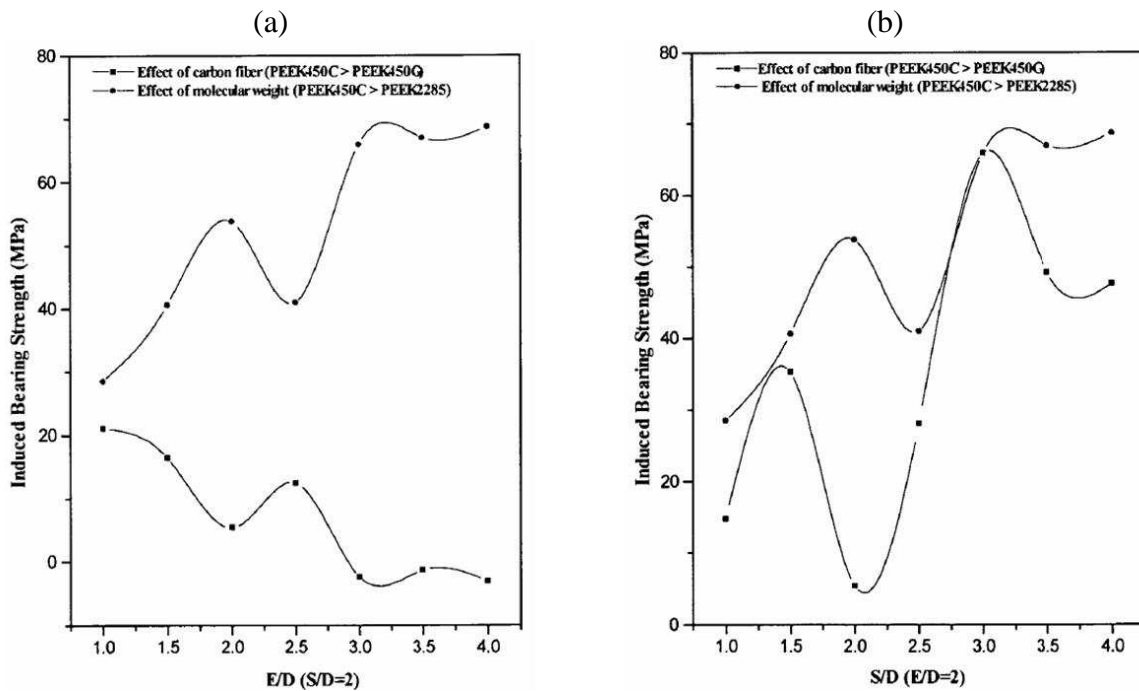 (a)
(b)
80
60
40
20
0
Induced Bearing Strength (MPa)
Effect of carbon fiber (PEEK450C > PEEK450G)
Effect of molecular weight (PEEK450C > PEEK2285)
1.0 1.5 2.0 2.5 3.0 3.5 4.0
E/D (S/D=2)
80
60
40
20
0
Induced Bearing Strength (MPa)
Effect of carbon fiber (PEEK450C > PEEK450G)
Effect of molecular weight (PEEK450C > PEEK2285)
1.0 1.5 2.0 2.5 3.0 3.5 4.0
S/D (E/D=2)